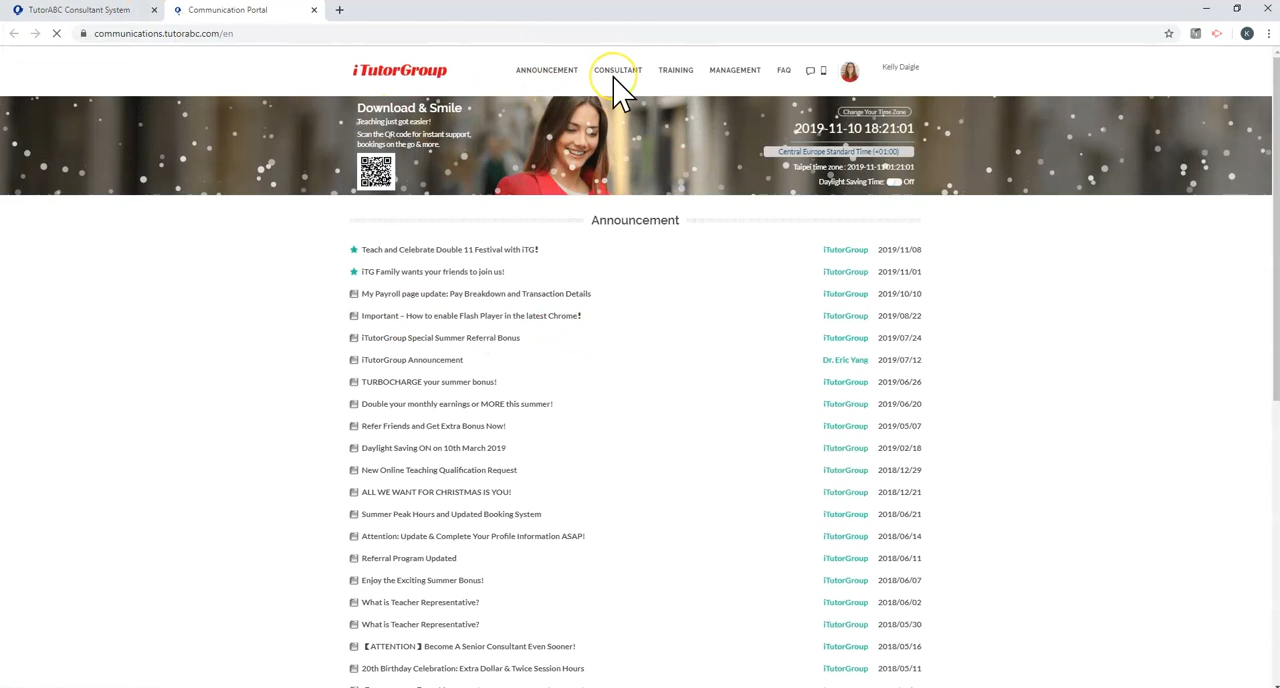 TutorABC Consultant System
Communication Portal
communications.tutorabc.com/en
K
iTutorGroup
ANNOUNCEMENT
CONSULTANT
TRAINING
MANAGEMENT
FAQ
Kelly Daigle
Download & Smile
Teaching just got easier!
Scan the QR code for instant support,
bookings on the go & more.
Change Your Time Zone
2019-11-10 18:21:01
Central Europe Standard Time (+01:00)
Taipei time zone : 2019-11-11 01:21:01
Daylight Saving Time: Off
Announcement
Teach and Celebrate Double 11 Festival with iTG! iTutorGroup 2019/11/08
iTG Family wants your friends to join us! iTutorGroup 2019/11/01
My Payroll page update: Pay Breakdown and Transaction Details iTutorGroup 2019/10/10
Important – How to enable Flash Player in the latest Chrome! iTutorGroup 2019/08/22
iTutorGroup Special Summer Referral Bonus iTutorGroup 2019/07/24
iTutorGroup Announcement Dr. Eric Yang 2019/07/12
TURBOCHARGE your summer bonus! iTutorGroup 2019/06/26
Double your monthly earnings or MORE this summer! iTutorGroup 2019/06/20
Refer Friends and Get Extra Bonus Now! iTutorGroup 2019/05/07
Daylight Saving ON on 10th March 2019 iTutorGroup 2019/02/18
New Online Teaching Qualification Request iTutorGroup 2018/12/29
ALL WE WANT FOR CHRISTMAS IS YOU! iTutorGroup 2018/12/21
Summer Peak Hours and Updated Booking System iTutorGroup 2018/06/21
Attention: Update & Complete Your Profile Information ASAP! iTutorGroup 2018/06/14
Referral Program Updated iTutorGroup 2018/06/11
Enjoy the Exciting Summer Bonus! iTutorGroup 2018/06/07
What is Teacher Representative? iTutorGroup 2018/06/02
What is Teacher Representative? iTutorGroup 2018/05/30
【ATTENTION】Become A Senior Consultant Even Sooner! iTutorGroup 2018/05/16
20th Birthday Celebration: Extra Dollar & Twice Session Hours iTutorGroup 2018/05/11